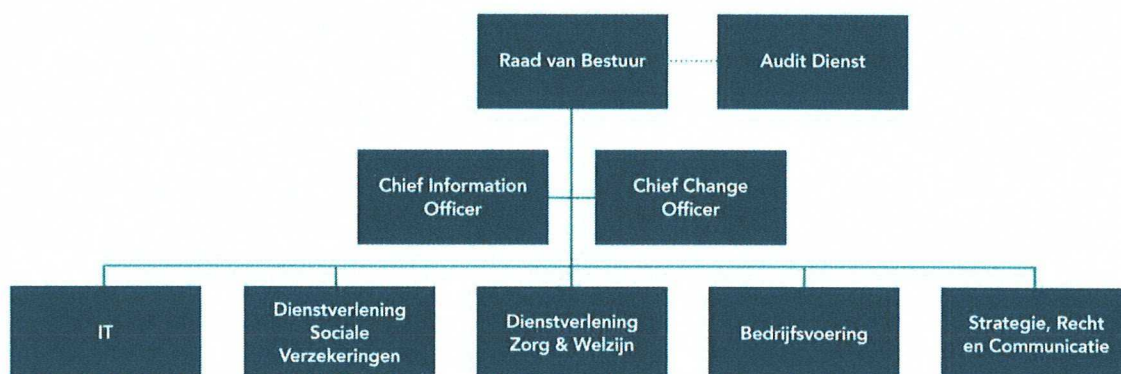 Raad van Bestuur
Audit Dienst
Chief Information
Officer
Chief Change
Officer
IT
Dienstverlening
Sociale
Verzekeringen
Dienstverlening
Zorg & Welzijn
Bedrijfsvoering
Strategie, Recht
en Communicatie